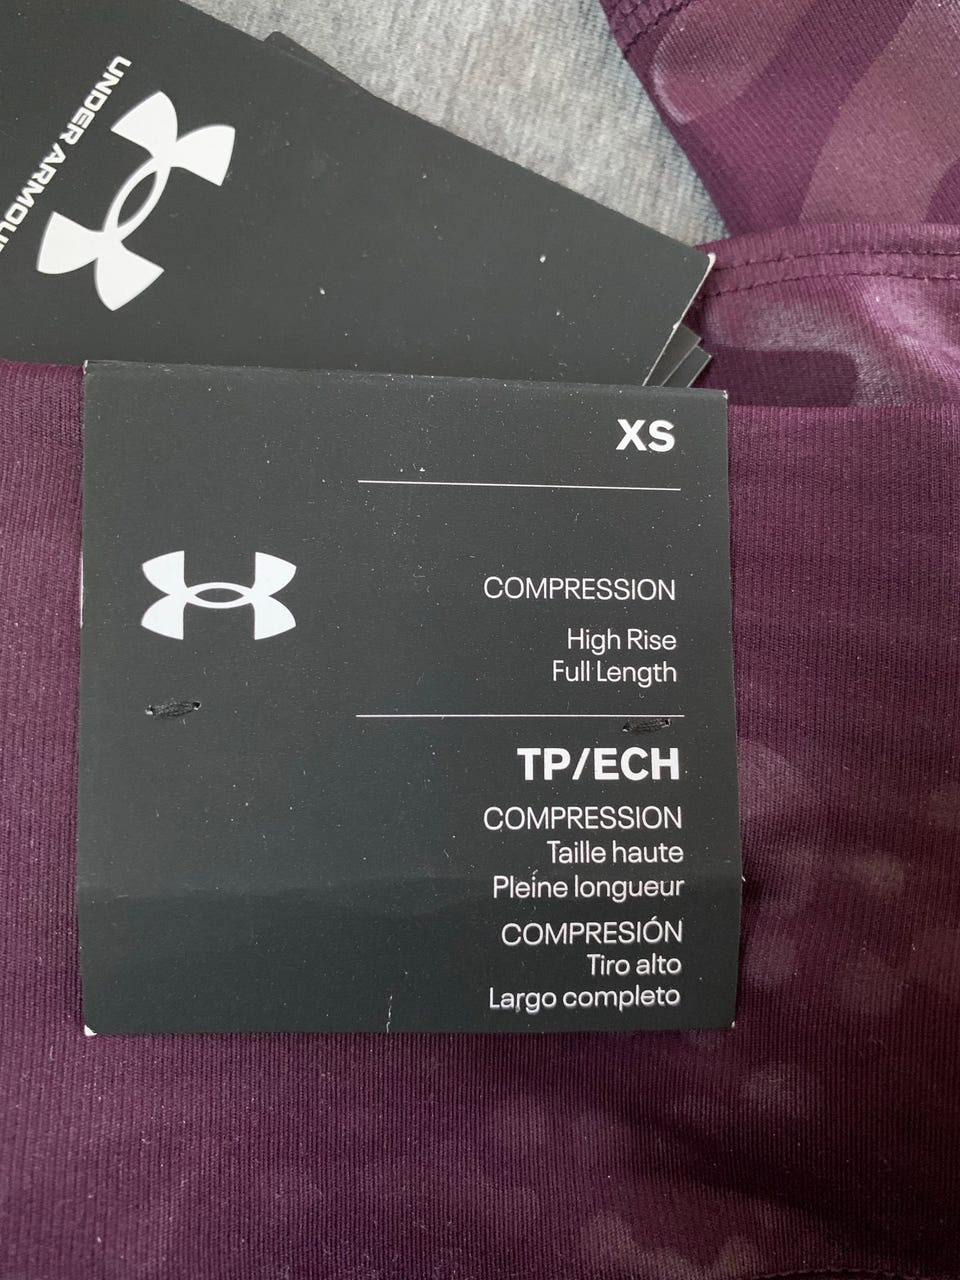 UNDER ARMOUR
XS
COMPRESSION
High Rise
Full Length
TP/ECH
COMPRESSION
Taille haute
Pleine longueur
COMPRESIÓN
Tiro alto
Largo completo